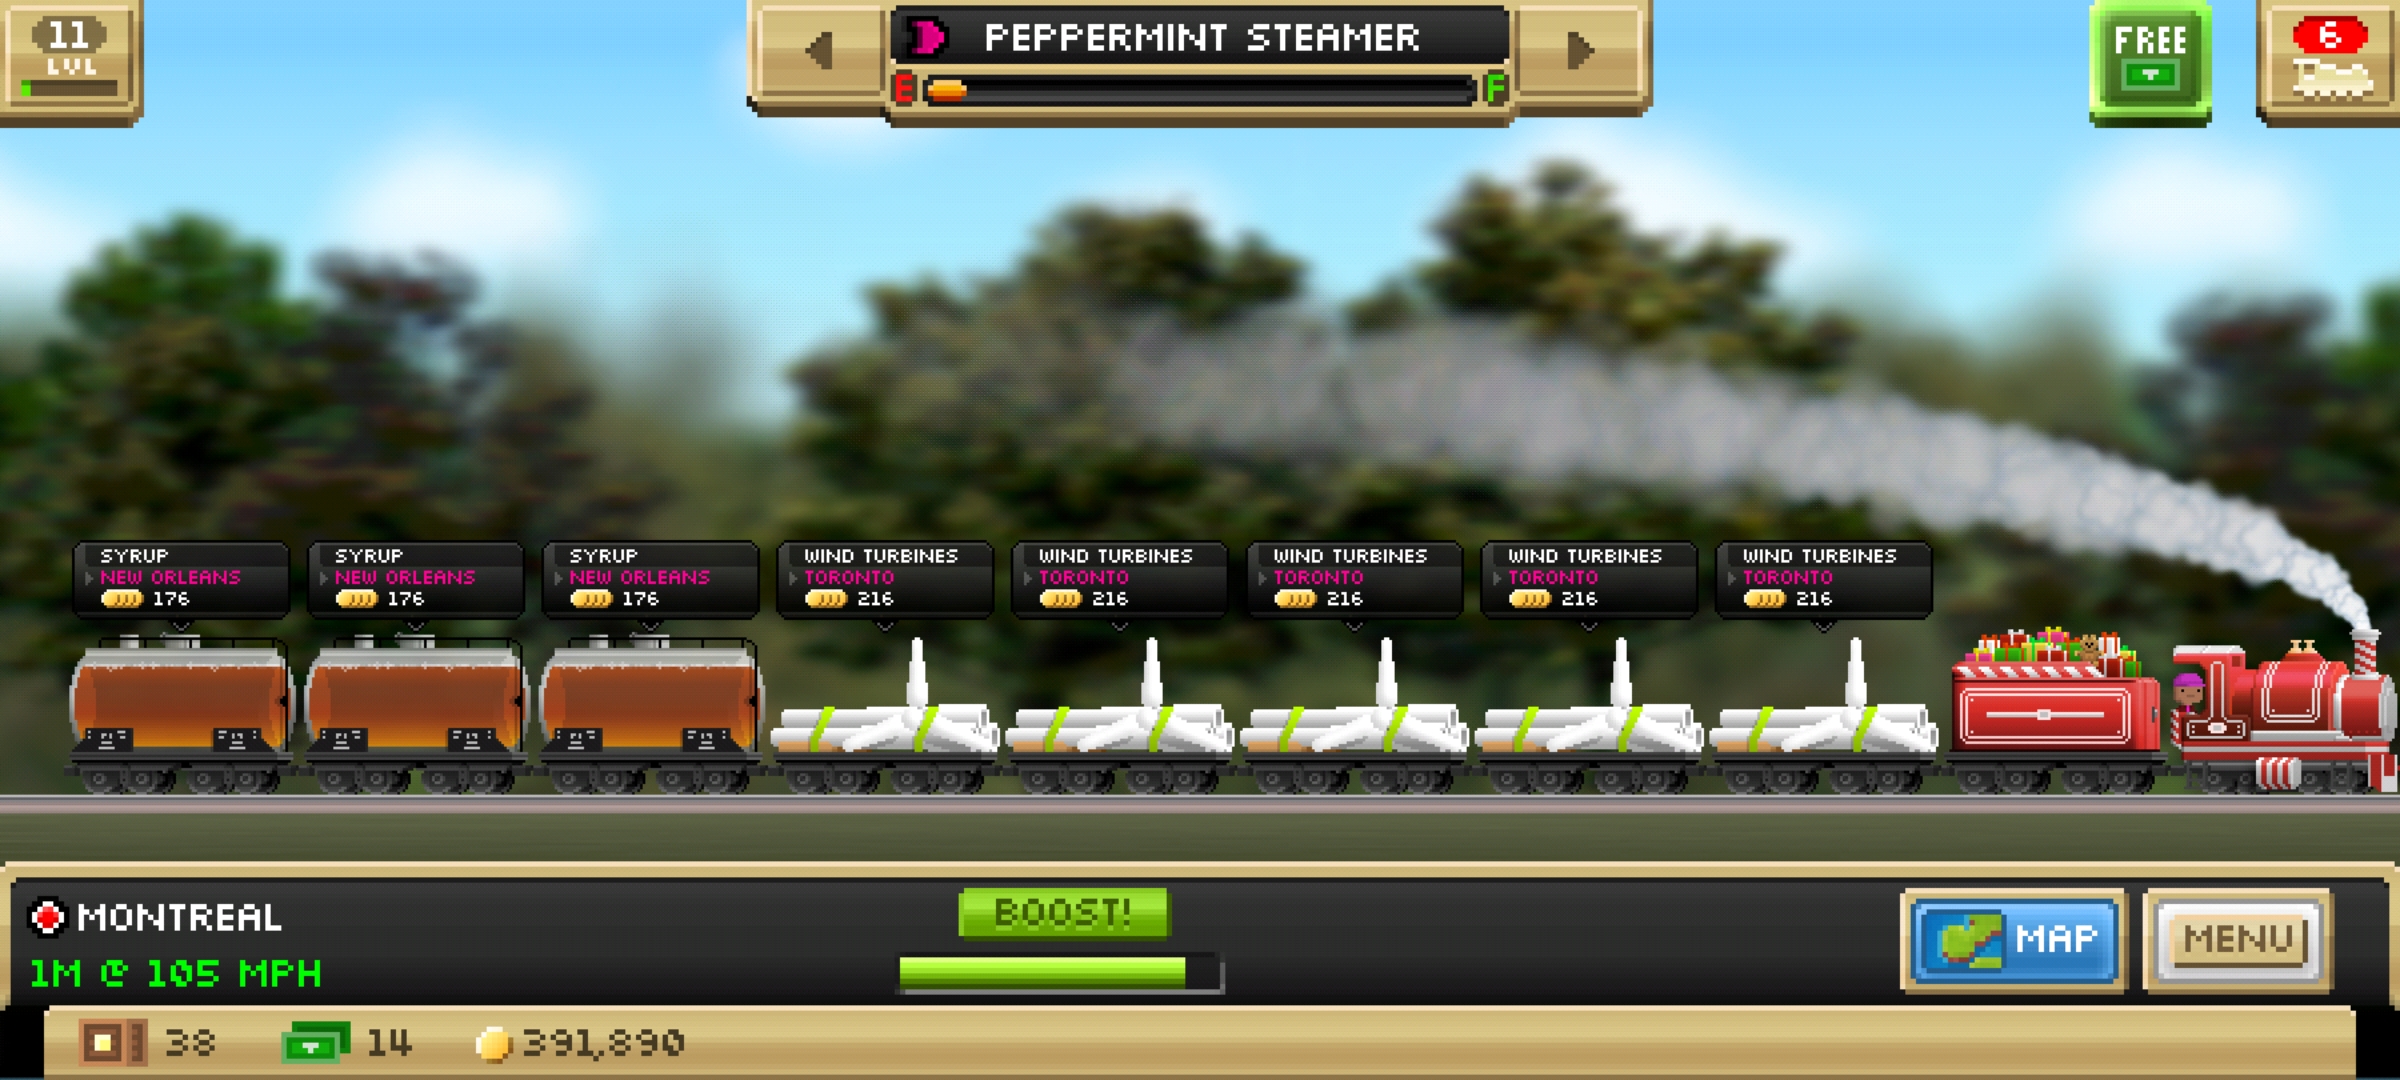 11
LVL
PEPPERMINT STEAMER
E F
FREE
6
SYRUP
NEW ORLEANS
176
SYRUP
NEW ORLEANS
176
SYRUP
NEW ORLEANS
176
WIND TURBINES
TORONTO
216
WIND TURBINES
TORONTO
216
WIND TURBINES
TORONTO
216
WIND TURBINES
TORONTO
216
WIND TURBINES
TORONTO
216
MONTREAL
1M @ 105 MPH
BOOST!
MAP
MENU
38 14 391,890